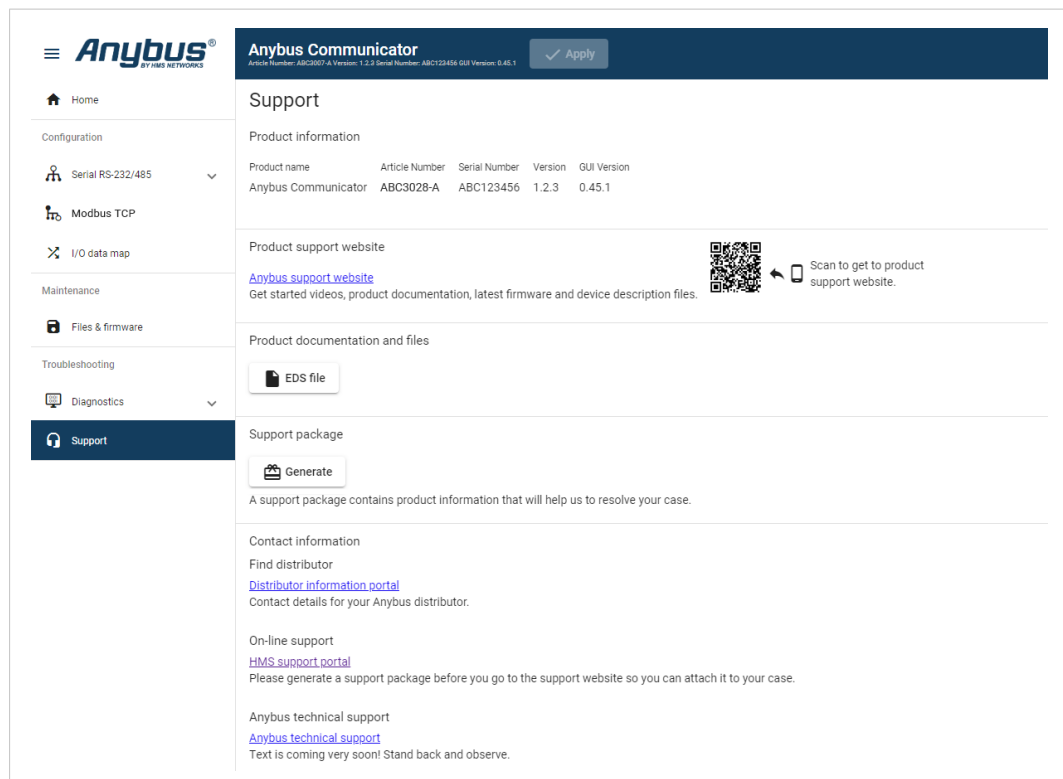 Anybus®
BY HMS NETWORKS
Anybus Communicator
Article Number: ABC3007-A Version: 1.2.3 Serial Number: ABC123456 GUI Version: 0.45.1
Apply
Home
Configuration
Serial RS-232/485
Modbus TCP
I/O data map
Maintenance
Files & firmware
Troubleshooting
Diagnostics
Support
Support
Product information
Product name Article Number Serial Number Version GUI Version
Anybus Communicator ABC3028-A ABC123456 1.2.3 0.45.1
Product support website
Anybus support website
Get started videos, product documentation, latest firmware and device description files.
Scan to get to product
support website.
Product documentation and files
EDS file
Support package
Generate
A support package contains product information that will help us to resolve your case.
Contact information
Find distributor
Distributor information portal
Contact details for your Anybus distributor.
On-line support
HMS support portal
Please generate a support package before you go to the support website so you can attach it to your case.
Anybus technical support
Anybus technical support
Text is coming very soon! Stand back and observe.